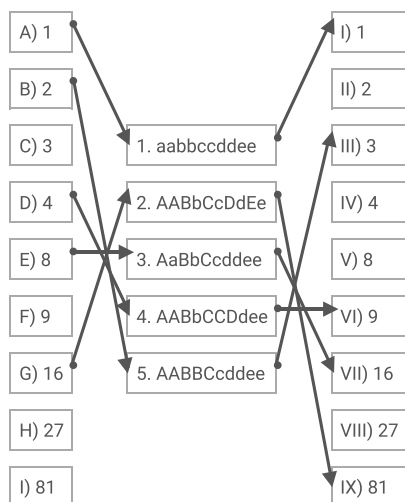 A) 1
B) 2
C) 3
D) 4
E) 8
F) 9
G) 16
H) 27
I) 81
1. aabbccddee
2. AABbCcDdEe
3. AaBbCcddee
4. AABbCCDdee
5. AABBCcddee
I) 1
II) 2
III) 3
IV) 4
V) 8
VI) 9
VII) 16
VIII) 27
IX) 81